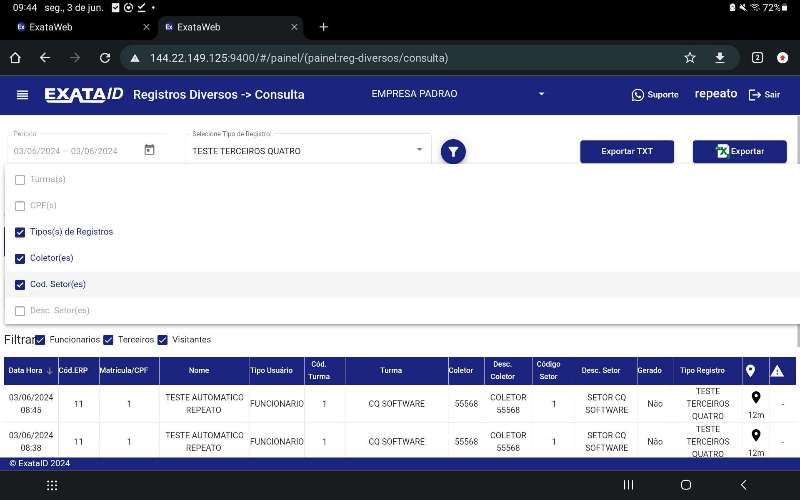 09:44 seg., 3 de jun. 72%
ExataWeb ExataWeb
144.22.149.125:9400/#/painel/(painel:reg-diversos/consulta) 2
EXATA ID Registros Diversos -> Consulta EMPRESA PADRAO Suporte repeato Sair
Período Selecione Tipo de Registro
03/06/2024 – 03/06/2024 TESTE TERCEIROS QUATRO Exportar TXT Exportar
Turma(s)
CPF(s)
Tipos(s) de Registros
Coletor(es)
Cod. Setor(es)
Desc. Setor(es)
Filtrar Funcionarios Terceiros Visitantes
Data Hora Cód.ERP Matrícula/CPF Nome Tipo Usuário Cód. Turma Turma Coletor Desc. Coletor Código Setor Desc. Setor Gerado Tipo Registro
03/06/2024 08:45 11 1 TESTE AUTOMATICO REPEATO FUNCIONARIO 1 CQ SOFTWARE 55568 COLETOR 55568 1 SETOR CQ SOFTWARE Não TESTE TERCEIROS QUATRO 12m -
03/06/2024 08:38 11 1 TESTE AUTOMATICO REPEATO FUNCIONARIO 1 CQ SOFTWARE 55568 COLETOR 55568 1 SETOR CQ SOFTWARE Não TESTE TERCEIROS QUATRO 12m -
© ExataID 2024